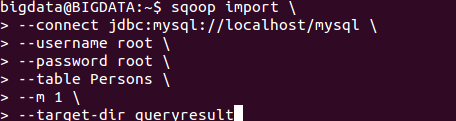 bigdata@BIGDATA:~$ sqoop import \
> --connect jdbc:mysql://localhost/mysql \
> --username root \
> --password root \
> --table Persons \
> --m 1 \
> --target-dir queryresult